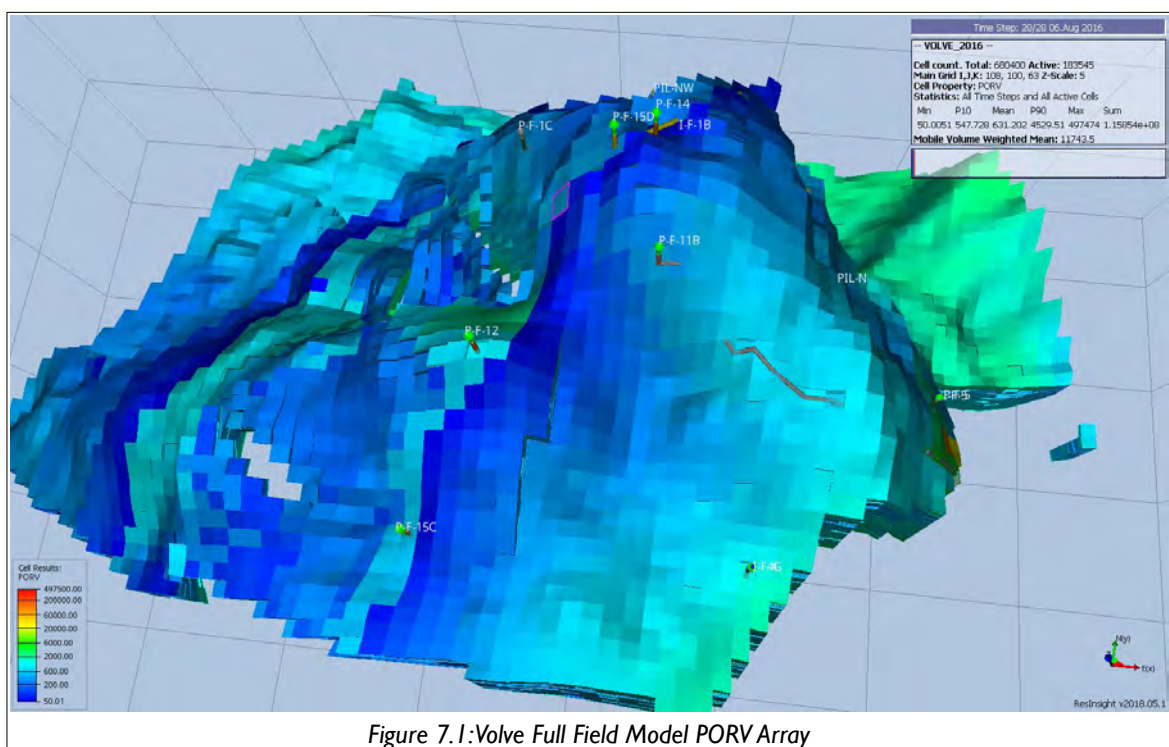 Time Step: 28/28 06.Aug 2016
-- VOLVE_2016 --
Cell count. Total: 680400 Active: 183545
Main Grid I,J,K: 108, 100, 63 Z-Scale: 5
Cell Property: PORV
Statistics: All Time Steps and All Active Cells
Min P10 Mean P90 Max Sum
50.0051 547.728 631.202 4529.51 497474 1.15854e+08
Mobile Volume Weighted Mean: 11743.5
PIL-NW
P-F-14
P-F-1C
P-F-15D
I-F-1B
P-F-11B
PIL-N
P-F-12
P-F-15C
I-F4G
Cell Results:
PORV
497500.00
200000.00
60000.00
20000.00
6000.00
2000.00
600.00
200.00
50.01
N(y)
E(x)
ResInsight v2018.05.1
Figure 7.1:Volve Full Field Model PORV Array